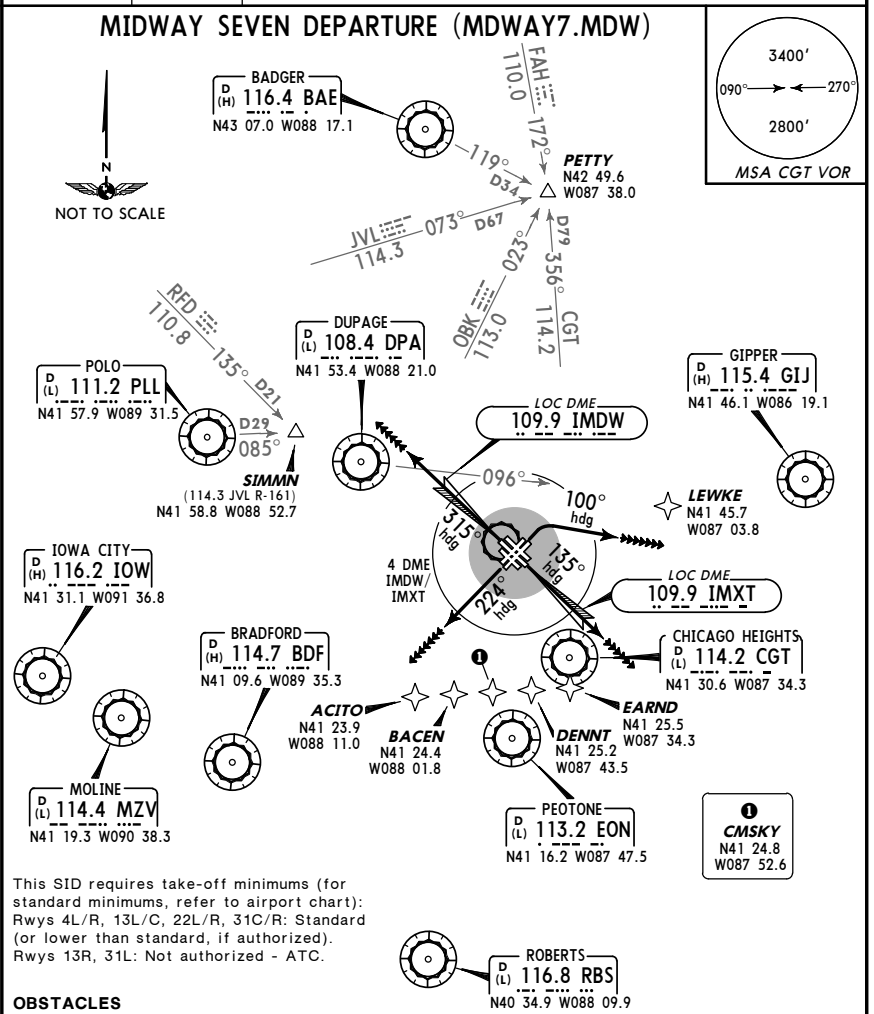 MIDWAY SEVEN DEPARTURE (MDWAY7.MDW)
3400'
090°
270°
2800'
MSA CGT VOR
N
NOT TO SCALE
BADGER
D
(H) 116.4 BAE
N43 07.0 W088 17.1
FAH
110.0
172°
119°
D34
PETTY
N42 49.6
W087 38.0
JVL
114.3
073°
D67
OBK
113.0
023°
D79
356°
CGT
114.2
RFD
110.8
135°
D21
POLO
D
(L) 111.2 PLL
N41 57.9 W089 31.5
D29
085°
SIMMN
(114.3 JVL R-161)
N41 58.8 W088 52.7
DUPAGE
D
(L) 108.4 DPA
N41 53.4 W088 21.0
GIPPER
D
(H) 115.4 GIJ
N41 46.1 W086 19.1
LOC DME
109.9 IMDW
096°
100°
hdg
LEWKE
N41 45.7
W087 03.8
315°
hdg
135°
hdg
224°
hdg
4 DME
IMDW/
IMXT
LOC DME
109.9 IMXT
IOWA CITY
D
(H) 116.2 IOW
N41 31.1 W091 36.8
BRADFORD
D
(H) 114.7 BDF
N41 09.6 W089 35.3
CHICAGO HEIGHTS
D
(L) 114.2 CGT
N41 30.6 W087 34.3
1
ACITO
N41 23.9
W088 11.0
BACEN
N41 24.4
W088 01.8
DENNT
N41 25.2
W087 43.5
EARND
N41 25.5
W087 34.3
MOLINE
D
(L) 114.4 MZV
N41 19.3 W090 38.3
PEOTONE
D
(L) 113.2 EON
N41 16.2 W087 47.5
1
CMSKY
N41 24.8
W087 52.6
This SID requires take-off minimums (for
standard minimums, refer to airport chart):
Rwys 4L/R, 13L/C, 22L/R, 31C/R: Standard
(or lower than standard, if authorized).
Rwys 13R, 31L: Not authorized - ATC.
ROBERTS
D
(L) 116.8 RBS
N40 34.9 W088 09.9
OBSTACLES